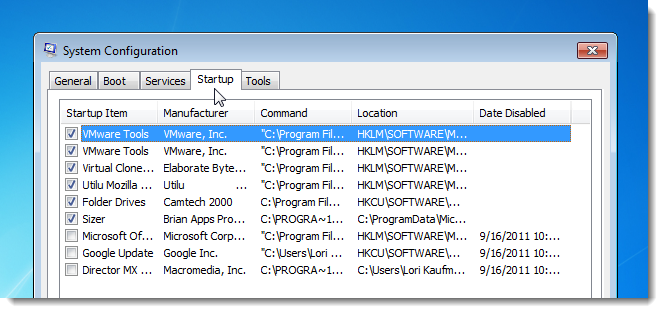 System Configuration
General Boot Services Startup Tools
Startup Item Manufacturer Command Location Date Disabled
VMware Tools VMware, Inc. "C:\Program Fil... HKLM\SOFTWARE\M...
VMware Tools VMware, Inc. "C:\Program Fil... HKLM\SOFTWARE\M...
Virtual Clone... Elaborate Byte... "C:\Program Fil... HKLM\SOFTWARE\M...
Utilu Mozilla ... Utilu ... "C:\Program Fil... HKCU\SOFTWARE\...
Folder Drives Camtech 2000 C:\Program Fil... HKCU\SOFTWARE\...
Sizer Brian Apps Pro... C:\PROGRA~1... C:\ProgramData\Mic...
Microsoft Of... Microsoft Corp... "C:\Program Fil... HKLM\SOFTWARE\M... 9/16/2011 10:...
Google Update Google Inc. "C:\Users\Lori ... HKCU\SOFTWARE\... 9/16/2011 10:...
Director MX ... Macromedia, Inc. C:\PROGRA~1... C:\Users\Lori Kaufm... 9/16/2011 10:...